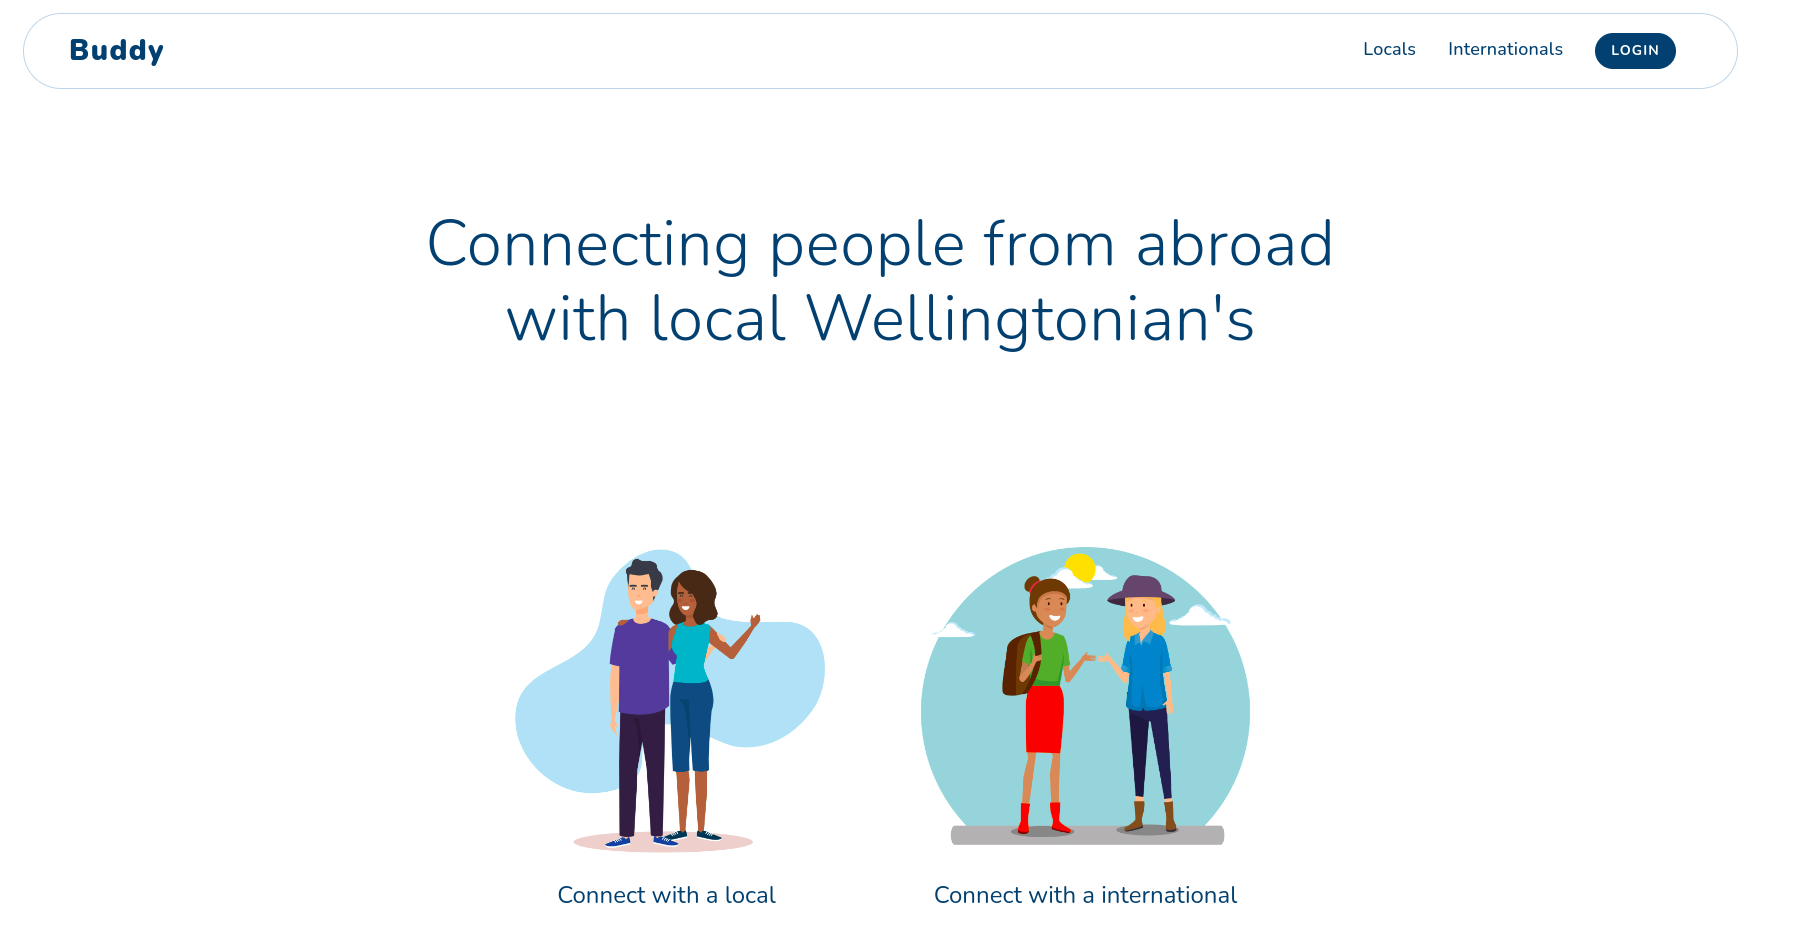 Buddy
Locals
Internationals
LOGIN
Connecting people from abroad
with local Wellingtonian's
Connect with a local
Connect with a international